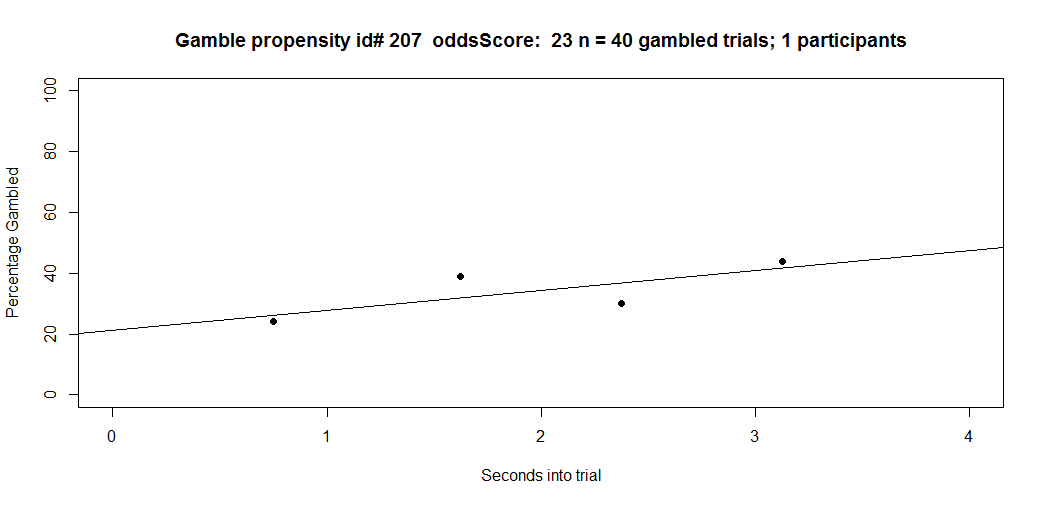 Gamble propensity id# 207  oddsScore:  23 n = 40 gambled trials; 1 participants
Percentage Gambled
100
80
60
40
20
0
0 1 2 3 4
Seconds into trial